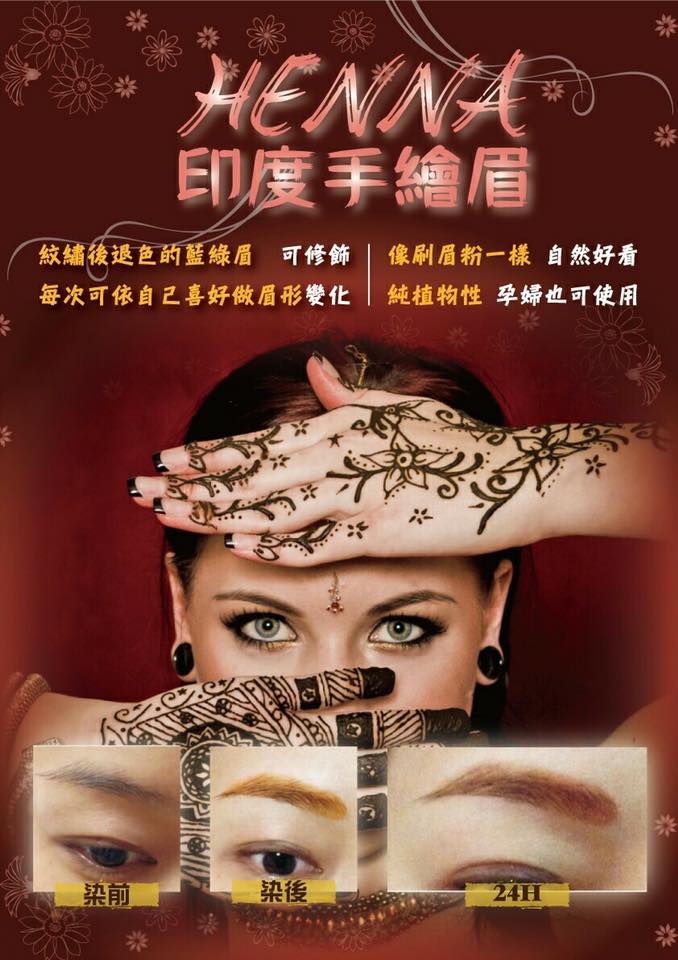 HENNA
印度手繪眉
紋繡後退色的藍綠眉 可修飾
每次可依自己喜好做眉形變化
像刷眉粉一樣 自然好看
純植物性 孕婦也可使用
染前
染後
24H